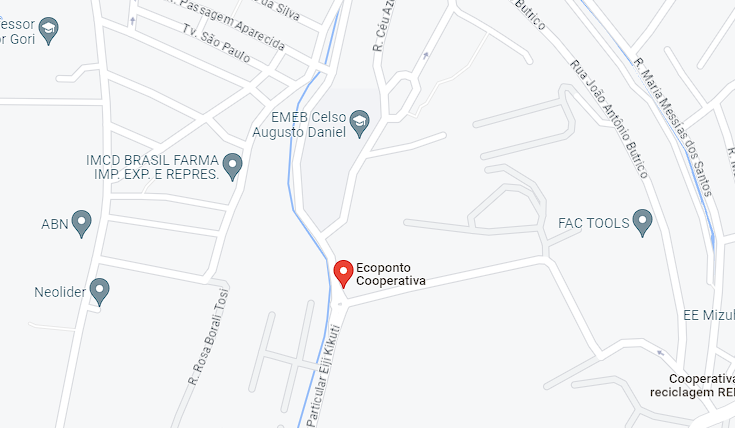 da Silva
Passagem Aparecida
Tv. São Paulo
fessor
or Gori
R. Céu Az
Butrico
Rua João Antônio Butrico
R. Maria Messias dos Santos
EMEB Celso
Augusto Daniel
IMCD BRASIL FARMA
IMP. EXP. E REPRES.
ABN
FAC TOOLS
Ecoponto
Cooperativa
Neolider
R. Rosa Borali Tosi
Particular Eiji Kikuti
EE Mizuh
Cooperativa
reciclagem RE